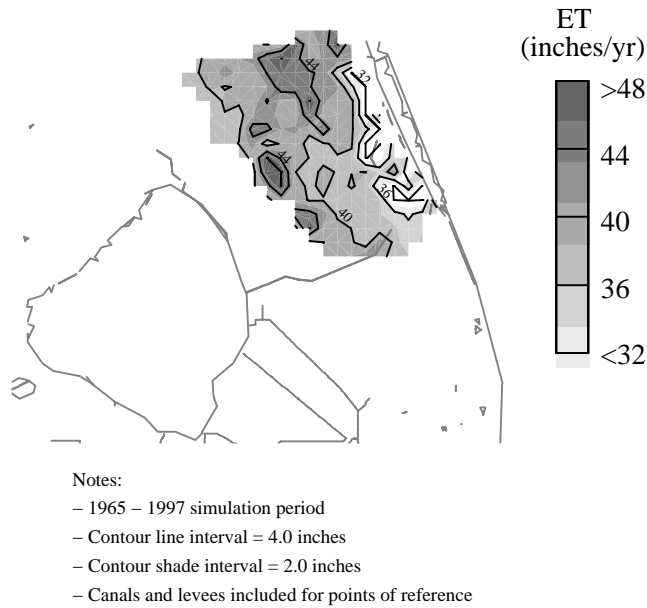 ET
(inches/yr)
>48
44
40
36
<32
44
32
44
36
40
Notes:
– 1965 – 1997 simulation period
– Contour line interval = 4.0 inches
– Contour shade interval = 2.0 inches
– Canals and levees included for points of reference